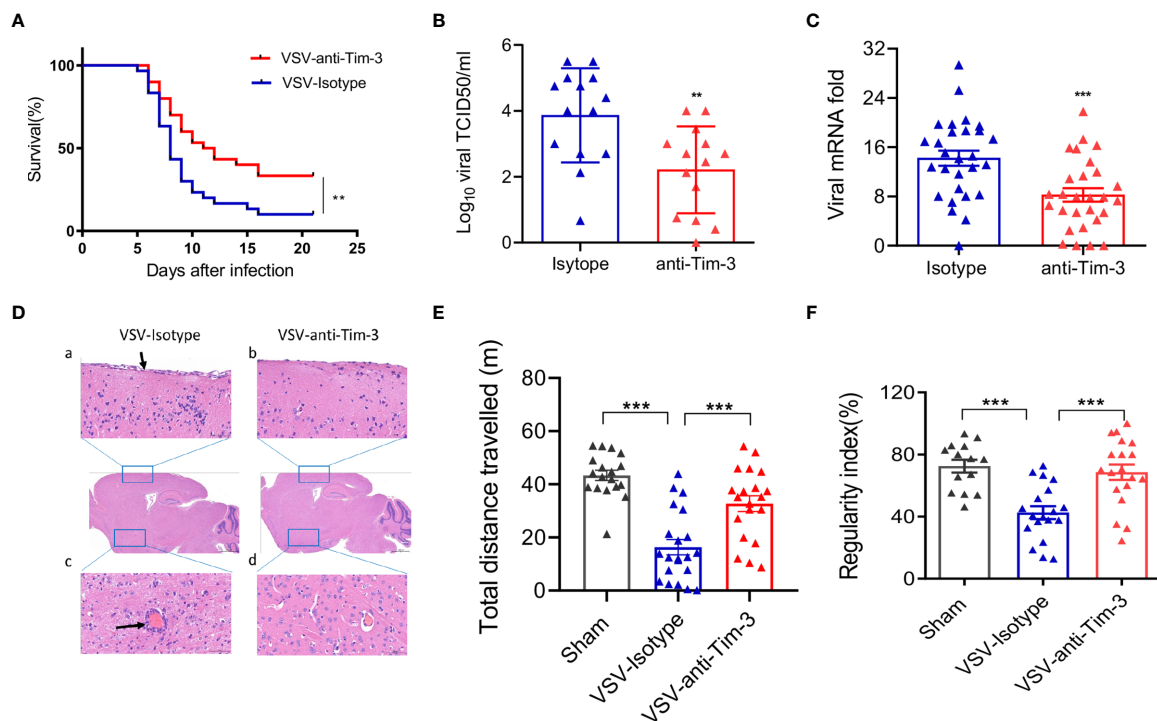 A
VSV-anti-Tim-3
VSV-Isotype
Survival(%)
100
50
0
0 5 10 15 20 25
Days after infection
**
B
Log10 viral TCID50/ml
6
4
2
0
**
Isytope anti-Tim-3
C
Viral mRNA fold
32
24
16
8
0
***
Isotype anti-Tim-3
D
VSV-Isotype VSV-anti-Tim-3
a b
c d
E
Total distance travelled (m)
80
60
40
20
0
*** ***
Sham
VSV-Isotype
VSV-anti-Tim-3
F
Regularity index(%)
120
80
40
0
*** ***
Sham
VSV-Isotype
VSV-anti-Tim-3